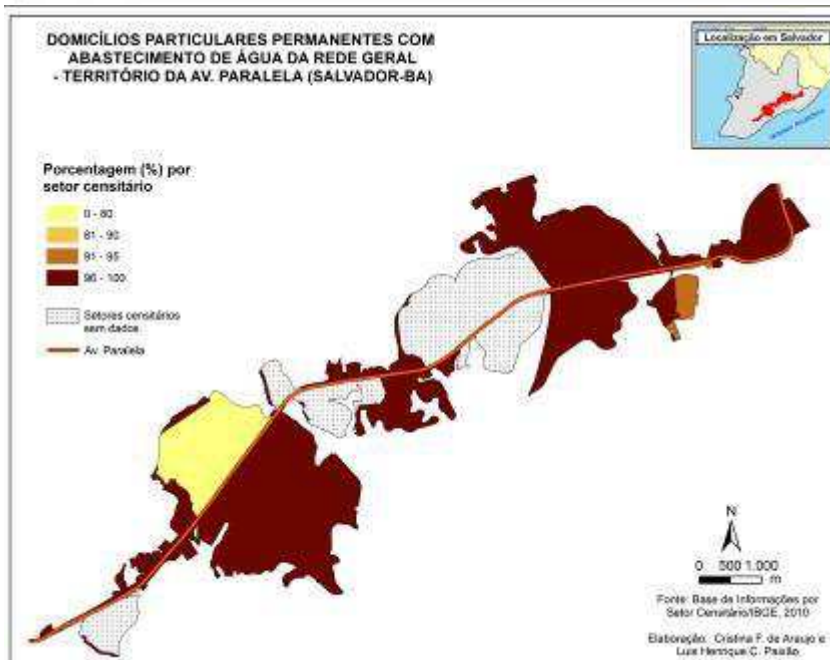 DOMICÍLIOS PARTICULARES PERMANENTES COM
ABASTECIMENTO DE ÁGUA DA REDE GERAL
- TERRITÓRIO DA AV. PARALELA (SALVADOR-BA)
Localização em Salvador
Oceano Atlântico
Porcentagem (%) por
setor censitário
0 - 80
81 - 90
91 - 95
96 - 100
Setores censitários
sem dados
Av. Paralela
N
0 500 1.000
m
Fonte: Base de Informações por
Setor Censitário/IBGE, 2010
Elaboração: Cristina F. de Araujo e
Luis Henrique C. Paixão.